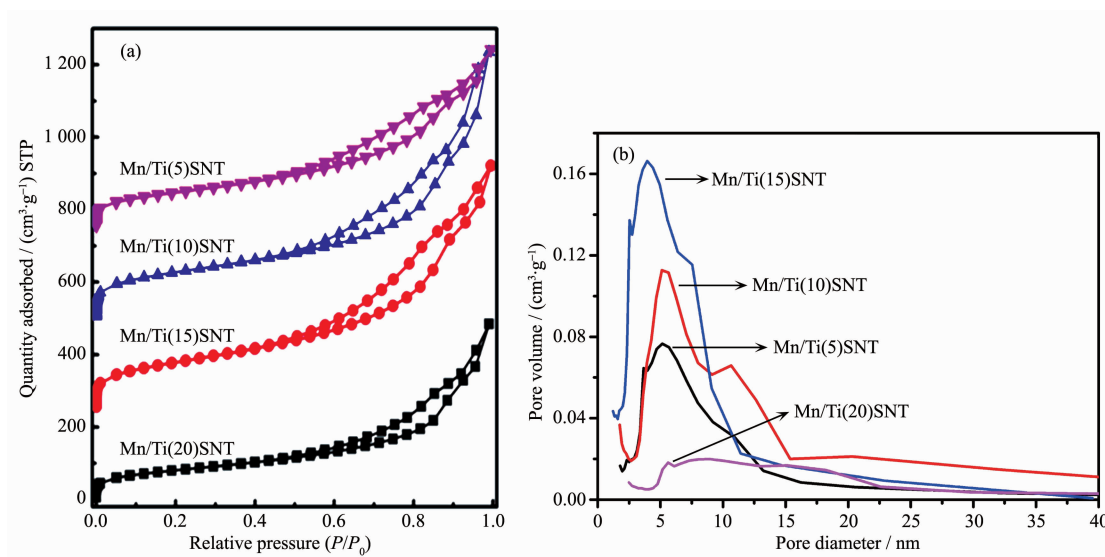 (a)
1 200
1 000
800
600
400
200
0
Quantity adsorbed / (cm³·g⁻¹) STP
Mn/Ti(5)SNT
Mn/Ti(10)SNT
Mn/Ti(15)SNT
Mn/Ti(20)SNT
0.0 0.2 0.4 0.6 0.8 1.0
Relative pressure (P/P₀)
(b)
0.16
0.12
0.08
0.04
0.00
Pore volume / (cm³·g⁻¹)
Mn/Ti(15)SNT
Mn/Ti(10)SNT
Mn/Ti(5)SNT
Mn/Ti(20)SNT
0 5 10 15 20 25 30 35 40
Pore diameter / nm